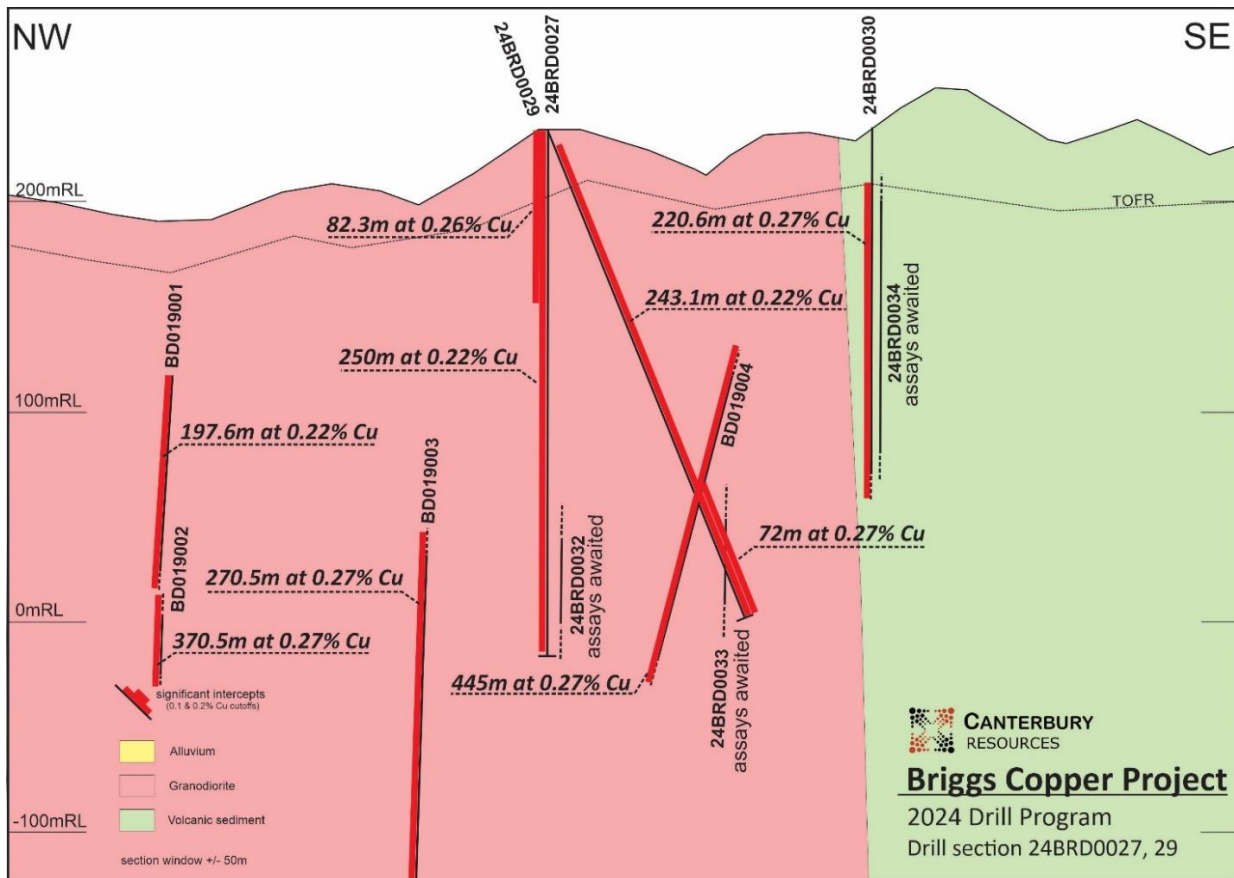 NW
SE
24BRD0029
24BRD0027
24BRD0030
200mRL
TOFR
82.3m at 0.26% Cu
220.6m at 0.27% Cu
243.1m at 0.22% Cu
24BRD0034
assays awaited
BD019001
250m at 0.22% Cu
BD019004
100mRL
197.6m at 0.22% Cu
BD019003
BD019002
270.5m at 0.27% Cu
24BRD0032
assays awaited
72m at 0.27% Cu
0mRL
370.5m at 0.27% Cu
445m at 0.27% Cu
24BRD0033
assays awaited
significant intercepts
(0.1 & 0.2% Cu cutoffs)
Alluvium
Granodiorite
Volcanic sediment
-100mRL
section window +/- 50m
CANTERBURY
RESOURCES
Briggs Copper Project
2024 Drill Program
Drill section 24BRD0027, 29